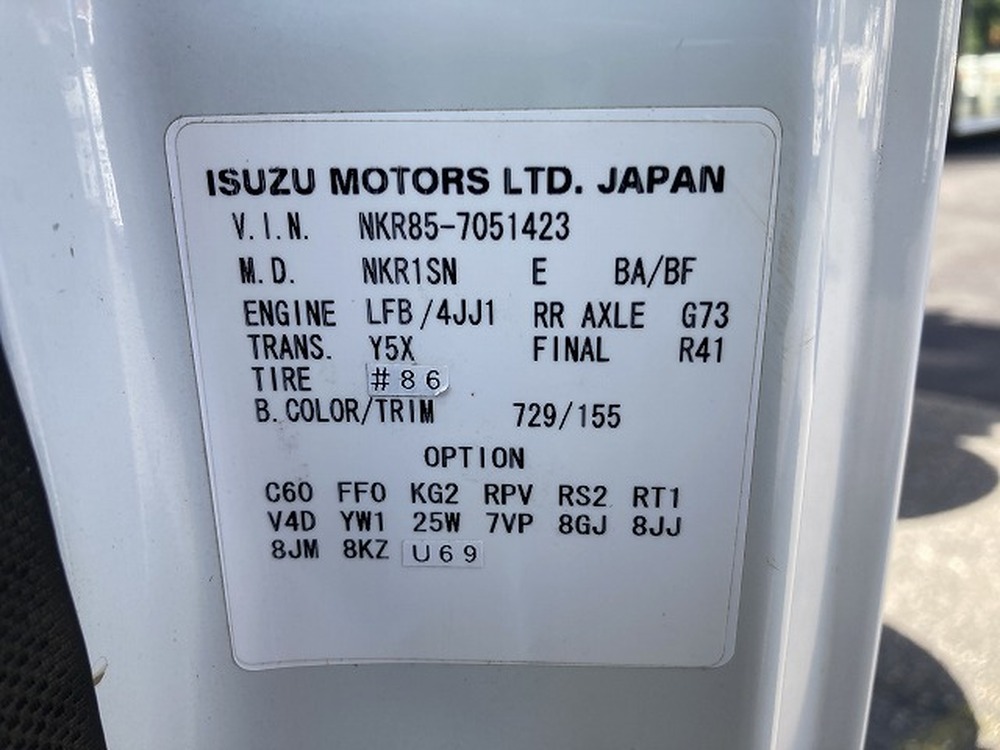 ISUZU MOTORS LTD. JAPAN
V.I.N. NKR85-7051423
M.D. NKR1SN E BA/BF
ENGINE LFB/4JJ1 RR AXLE G73
TRANS. Y5X FINAL R41
TIRE #86
B.COLOR/TRIM 729/155
OPTION
C60 FF0 KG2 RPV RS2 RT1
V4D YW1 25W 7VP 8GJ 8JJ
8JM 8KZ U69